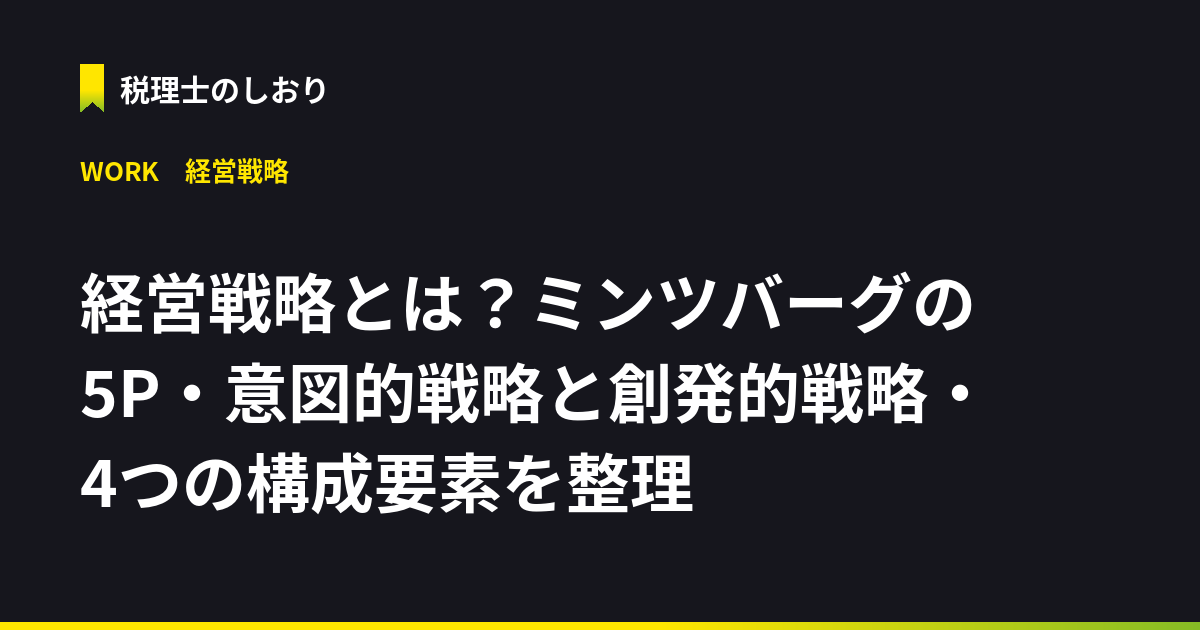 税理士のしおり
WORK 経営戦略
経営戦略とは？ミンツバーグの
5P・意図的戦略と創発的戦略・
4つの構成要素を整理